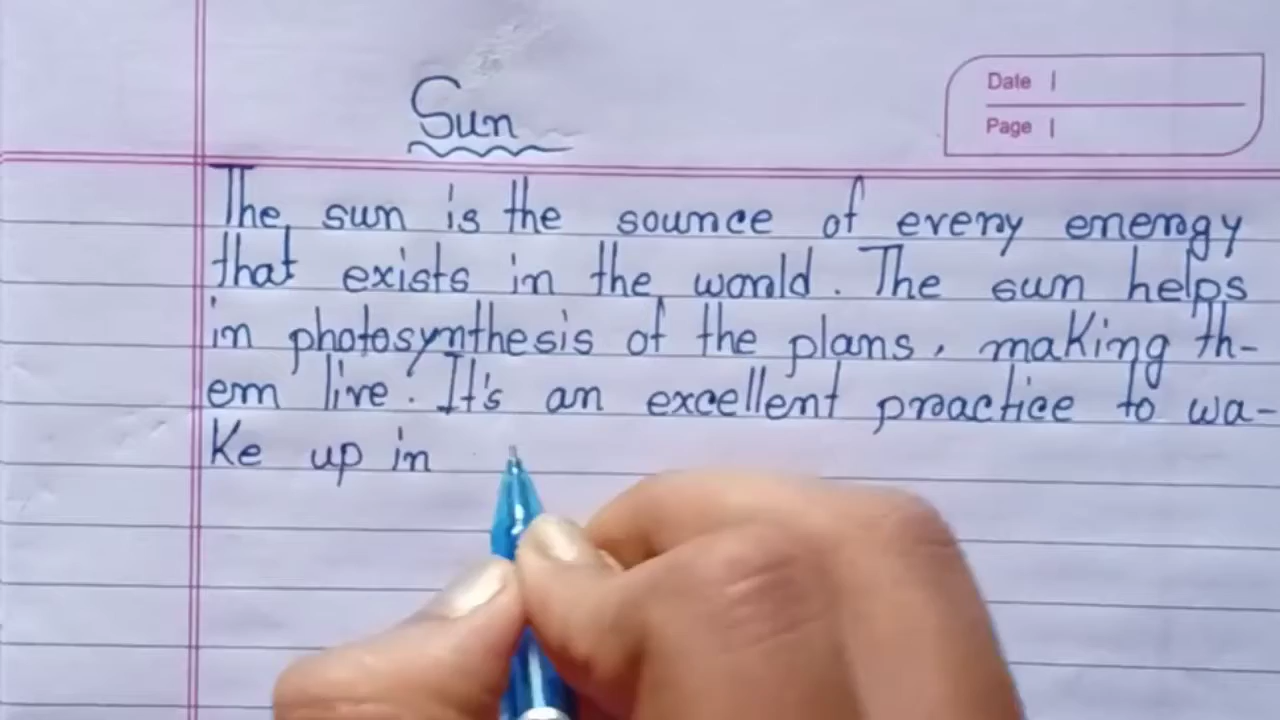 Sun
Date
Page
The sun is the source of every energy
that exists in the world. The sun helps
in photosynthesis of the plans, making th-
em live. It's an excellent practice to wa-
ke up in